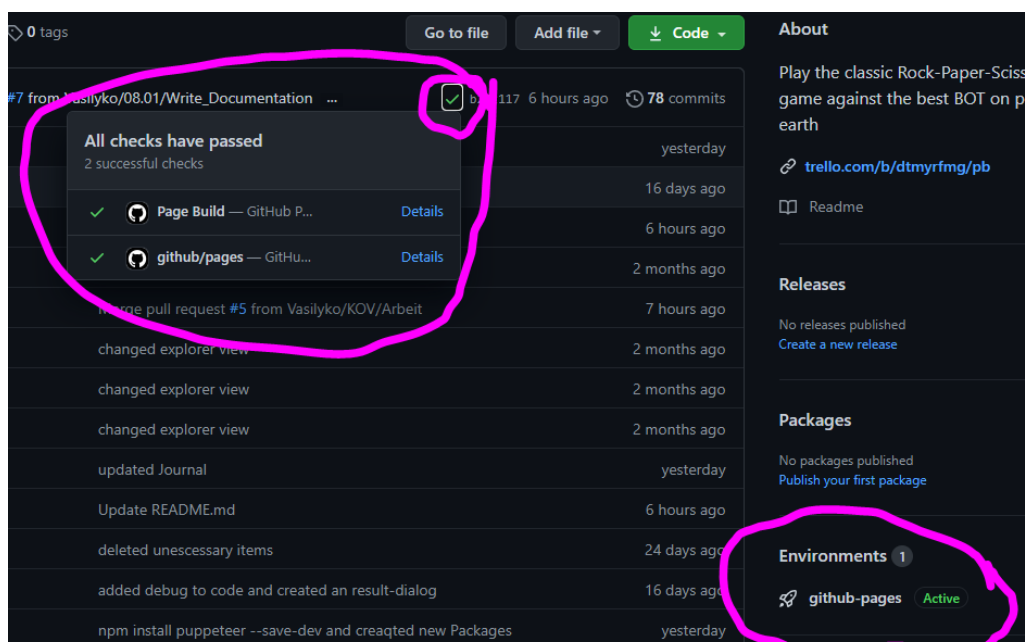 0 tags
Go to file
Add file
Code
#7 from Vasilyko/08.01/Write_Documentation ...
117 6 hours ago
78 commits
All checks have passed
2 successful checks
Page Build — GitHub P...
Details
github/pages — GitHu...
Details
yesterday
16 days ago
6 hours ago
2 months ago
Merge pull request #5 from Vasilyko/KOV/Arbeit
7 hours ago
changed explorer view
2 months ago
changed explorer view
2 months ago
changed explorer view
2 months ago
updated Journal
yesterday
Update README.md
6 hours ago
deleted unescessary items
24 days ago
added debug to code and created an result-dialog
16 days ago
npm install puppeteer --save-dev and creaqted new Packages
yesterday
About
Play the classic Rock-Paper-Sciss
game against the best BOT on p
earth
trello.com/b/dtmyrfmg/pb
Readme
Releases
No releases published
Create a new release
Packages
No packages published
Publish your first package
Environments 1
github-pages Active